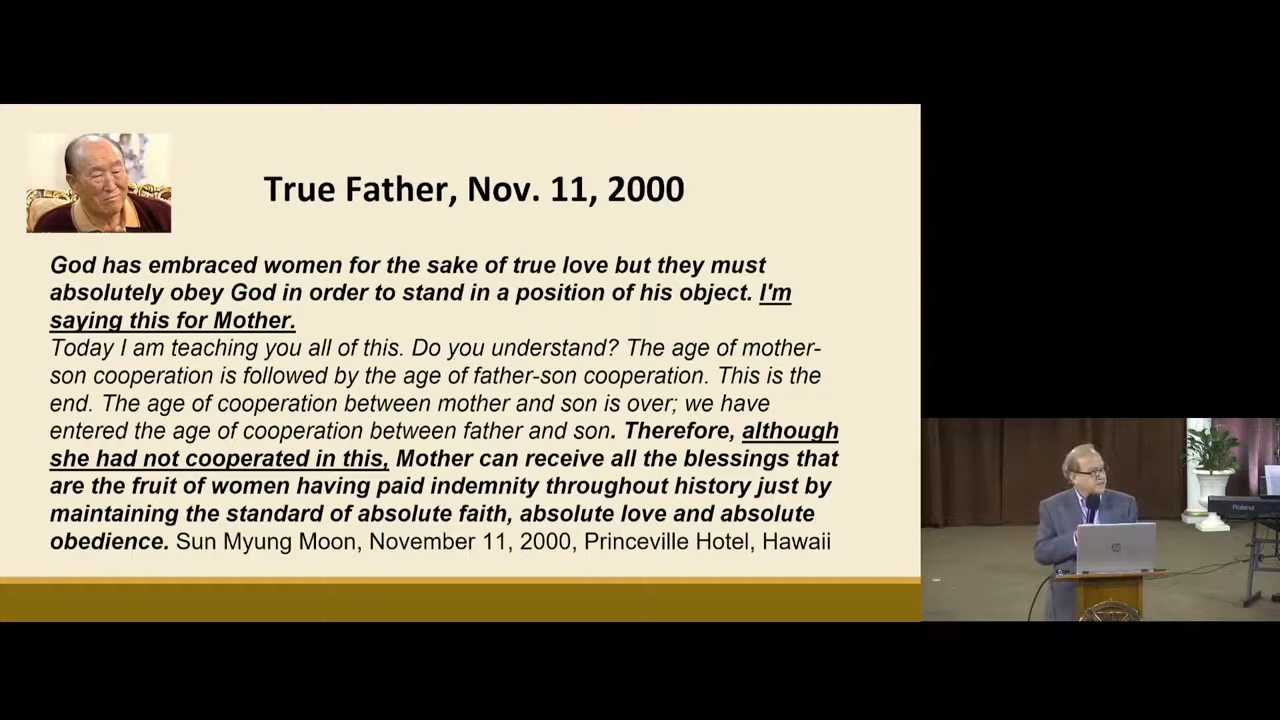 True Father, Nov. 11, 2000
God has embraced women for the sake of true love but they must
absolutely obey God in order to stand in a position of his object. I'm
saying this for Mother.
Today I am teaching you all of this. Do you understand? The age of mother-
son cooperation is followed by the age of father-son cooperation. This is the
end. The age of cooperation between mother and son is over; we have
entered the age of cooperation between father and son. Therefore, although
she had not cooperated in this, Mother can receive all the blessings that
are the fruit of women having paid indemnity throughout history just by
maintaining the standard of absolute faith, absolute love and absolute
obedience. Sun Myung Moon, November 11, 2000, Princeville Hotel, Hawaii
Roland
hp